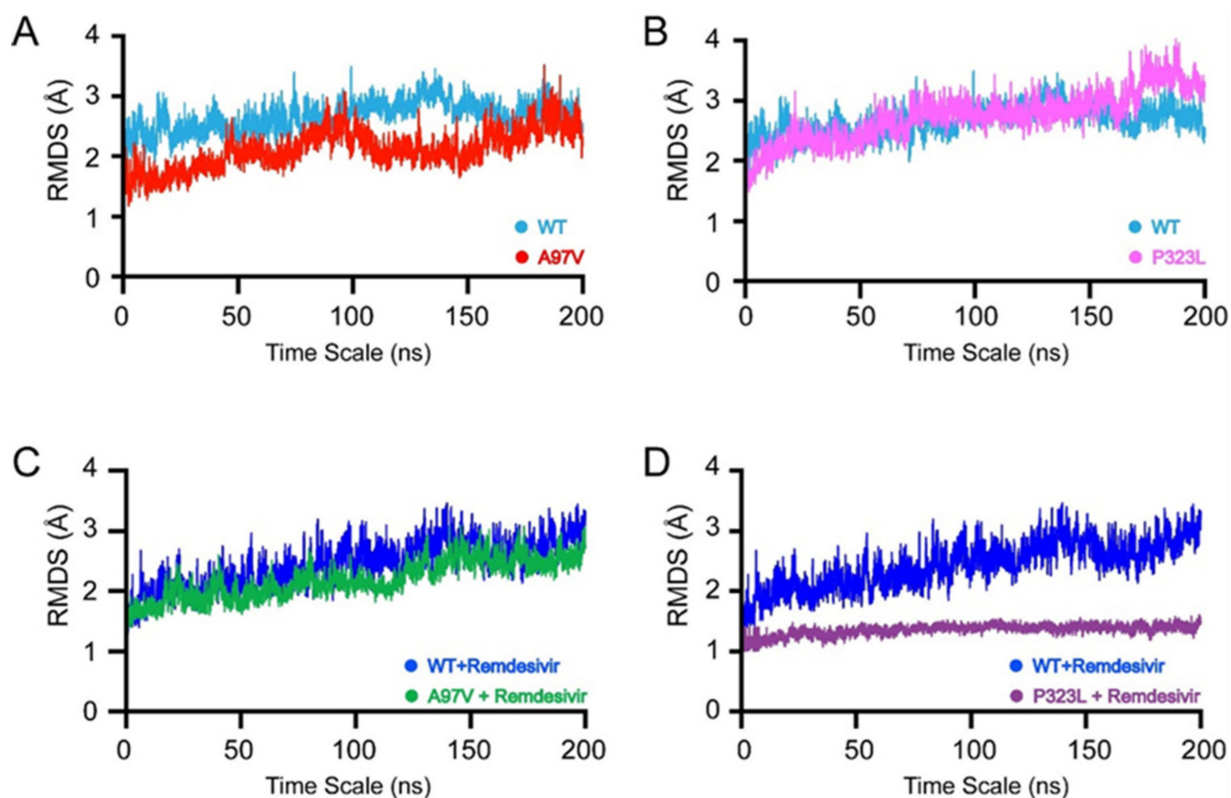 A
RMDS (Å)
4
3
2
1
0
WT
A97V
0 50 100 150 200
Time Scale (ns)
B
RMDS (Å)
4
3
2
1
0
WT
P323L
0 50 100 150 200
Time Scale (ns)
C
RMDS (Å)
4
3
2
1
0
WT+Remdesivir
A97V + Remdesivir
0 50 100 150 200
Time Scale (ns)
D
RMDS (Å)
4
3
2
1
0
WT+Remdesivir
P323L + Remdesivir
0 50 100 150 200
Time Scale (ns)